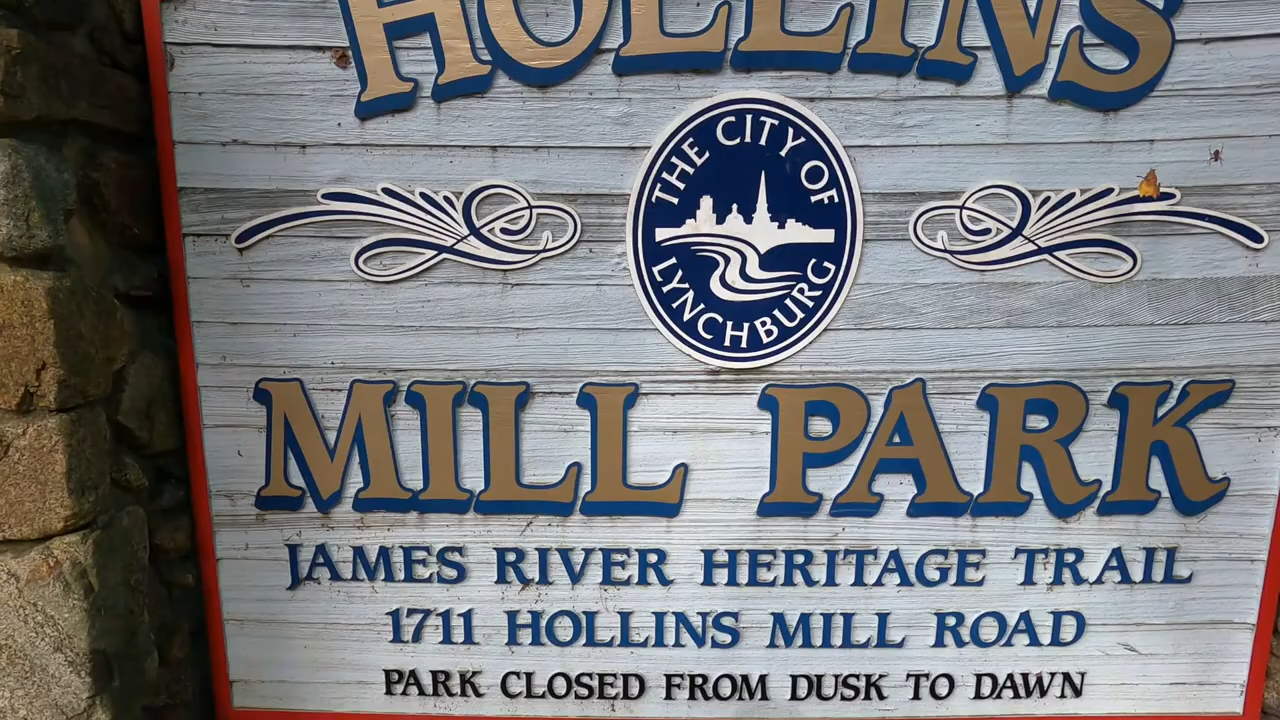 HOLLINS
THE CITY OF
LYNCHBURG
MILL PARK
JAMES RIVER HERITAGE TRAIL
1711 HOLLINS MILL ROAD
PARK CLOSED FROM DUSK TO DAWN